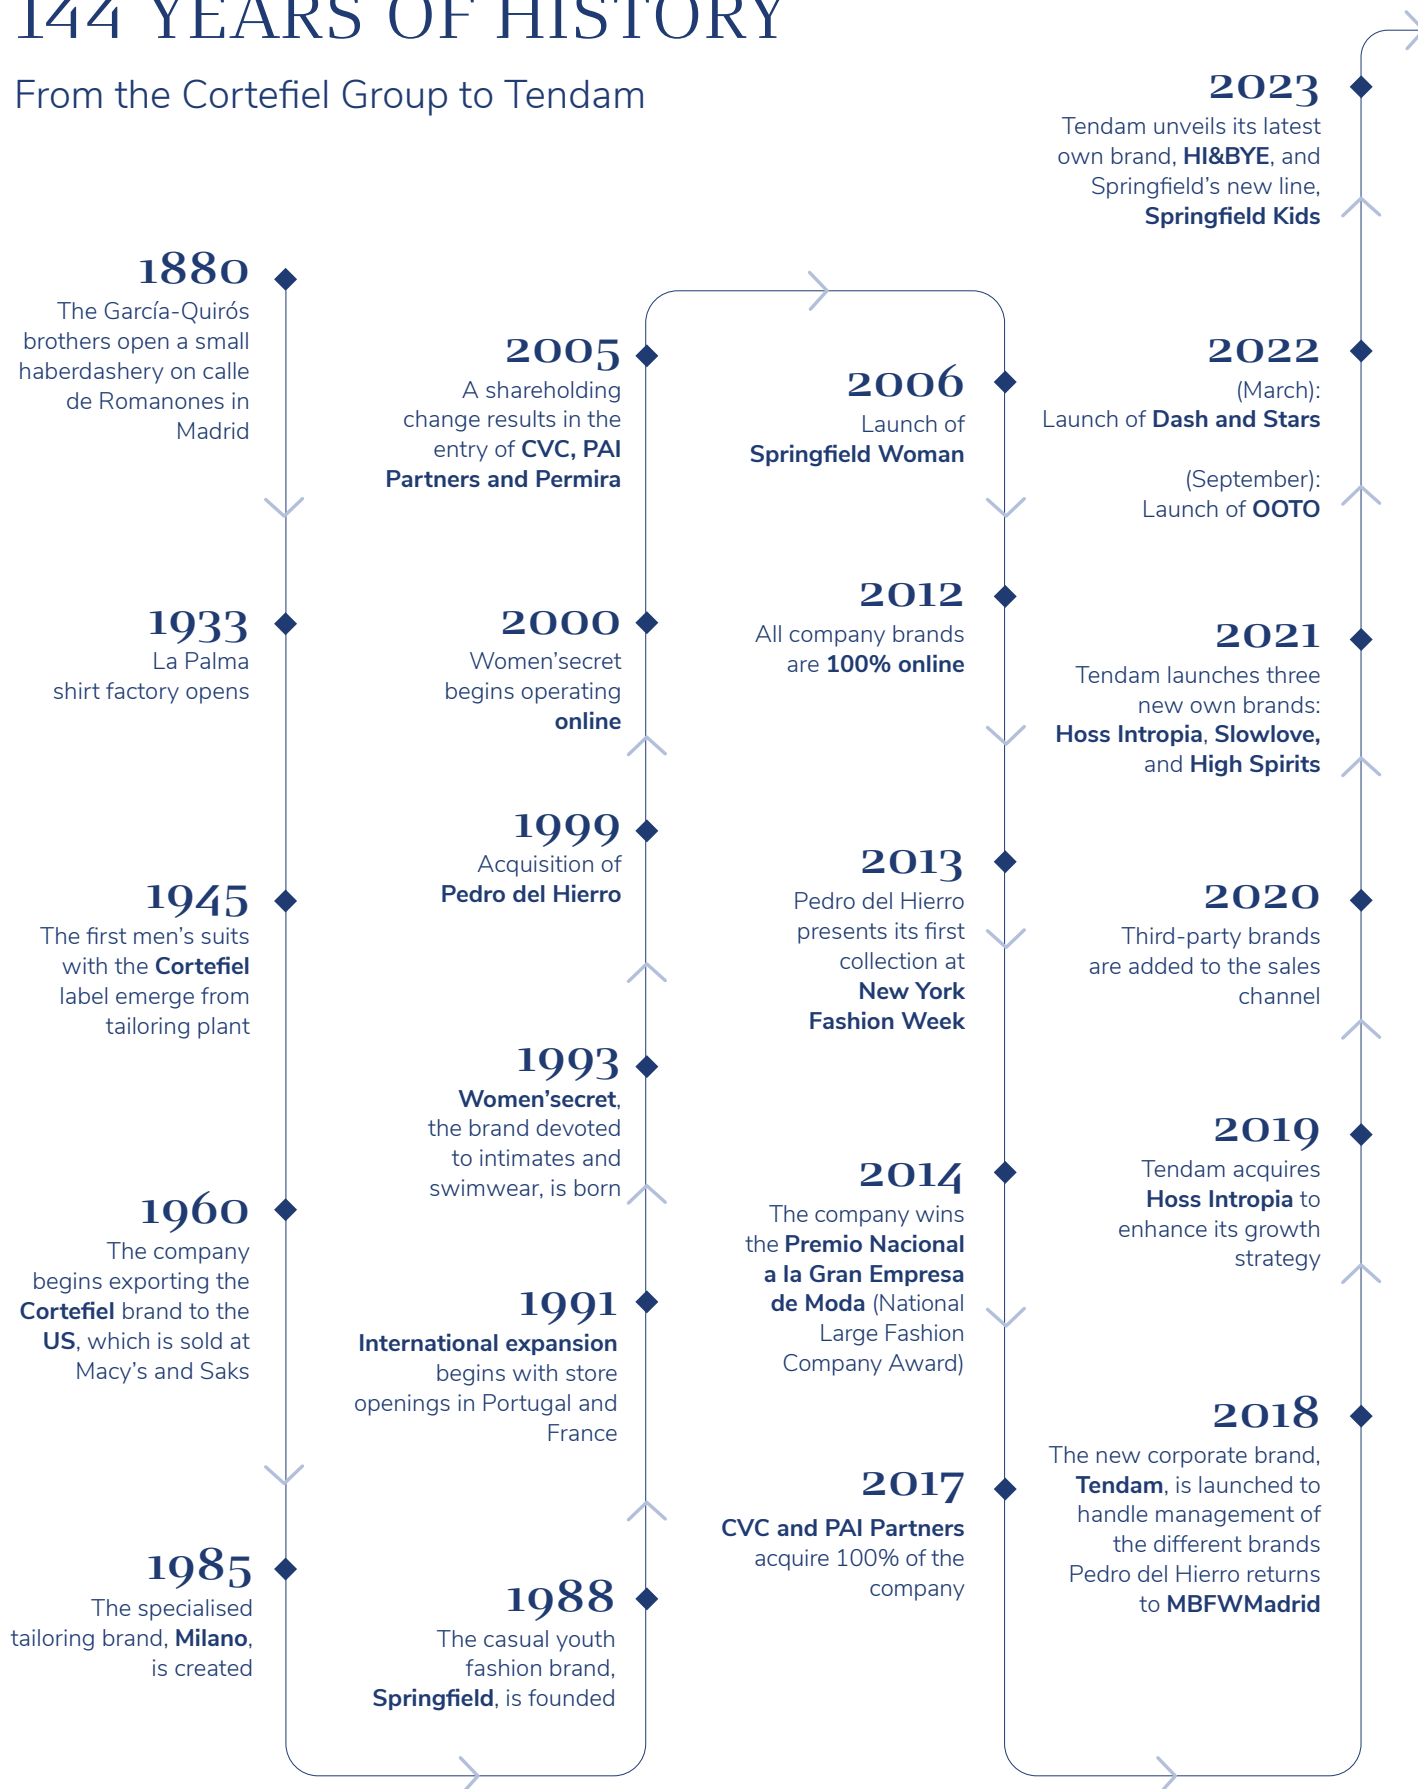 144 YEARS OF HISTORY
From the Cortefiel Group to Tendam
1880
The García-Quirós
brothers open a small
haberdashery on calle
de Romanones in
Madrid
1933
La Palma
shirt factory opens
1945
The first men’s suits
with the Cortefiel
label emerge from
tailoring plant
1960
The company
begins exporting the
Cortefiel brand to the
US, which is sold at
Macy’s and Saks
1985
The specialised
tailoring brand, Milano,
is created
1988
The casual youth
fashion brand,
Springfield, is founded
1991
International expansion
begins with store
openings in Portugal and
France
1993
Women’secret,
the brand devoted
to intimates and
swimwear, is born
1999
Acquisition of
Pedro del Hierro
2000
Women’secret
begins operating
online
2005
A shareholding
change results in the
entry of CVC, PAI
Partners and Permira
2006
Launch of
Springfield Woman
2012
All company brands
are 100% online
2013
Pedro del Hierro
presents its first
collection at
New York
Fashion Week
2014
The company wins
the Premio Nacional
a la Gran Empresa
de Moda (National
Large Fashion
Company Award)
2017
CVC and PAI Partners
acquire 100% of the
company
2018
The new corporate brand,
Tendam, is launched to
handle management of
the different brands
Pedro del Hierro returns
to MBFWMadrid
2019
Tendam acquires
Hoss Intropia to
enhance its growth
strategy
2020
Third-party brands
are added to the sales
channel
2021
Tendam launches three
new own brands:
Hoss Intropia, Slowlove,
and High Spirits
2022
(March):
Launch of Dash and Stars
(September):
Launch of OOTO
2023
Tendam unveils its latest
own brand, HI&BYE, and
Springfield’s new line,
Springfield Kids